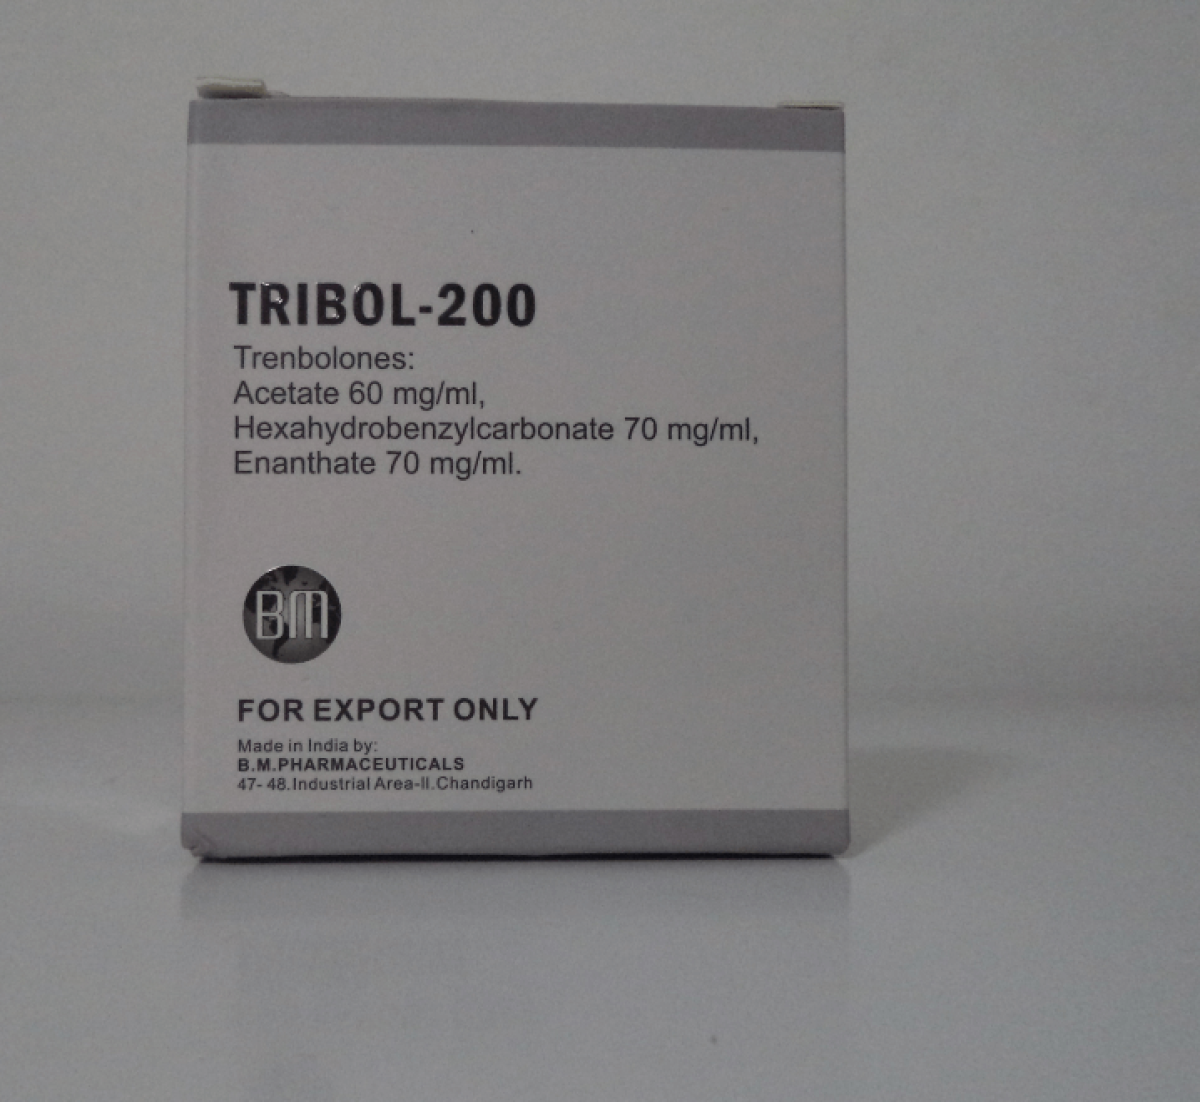 TRIBOL-200
Trenbolones:
Acetate 60 mg/ml,
Hexahydrobenzylcarbonate 70 mg/ml,
Enanthate 70 mg/ml.
BM
FOR EXPORT ONLY
Made in India by:
B.M.PHARMACEUTICALS
47- 48.Industrial Area-II.Chandigarh